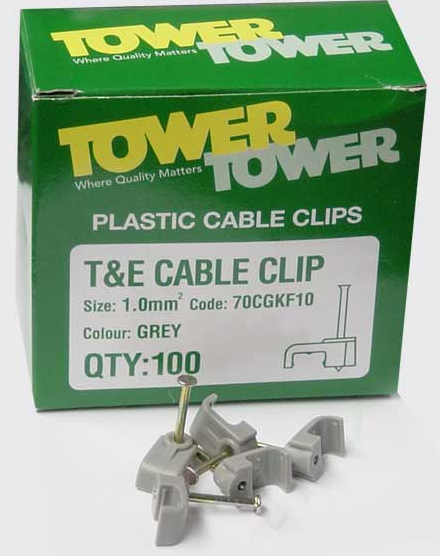 TOWER
TOWER
Where Quality Matters
TOWER
TOWER
Where Quality Matters
PLASTIC CABLE CLIPS
T&E CABLE CLIP
Size: 1.0mm² Code: 70CGKF10
Colour: GREY
QTY:100